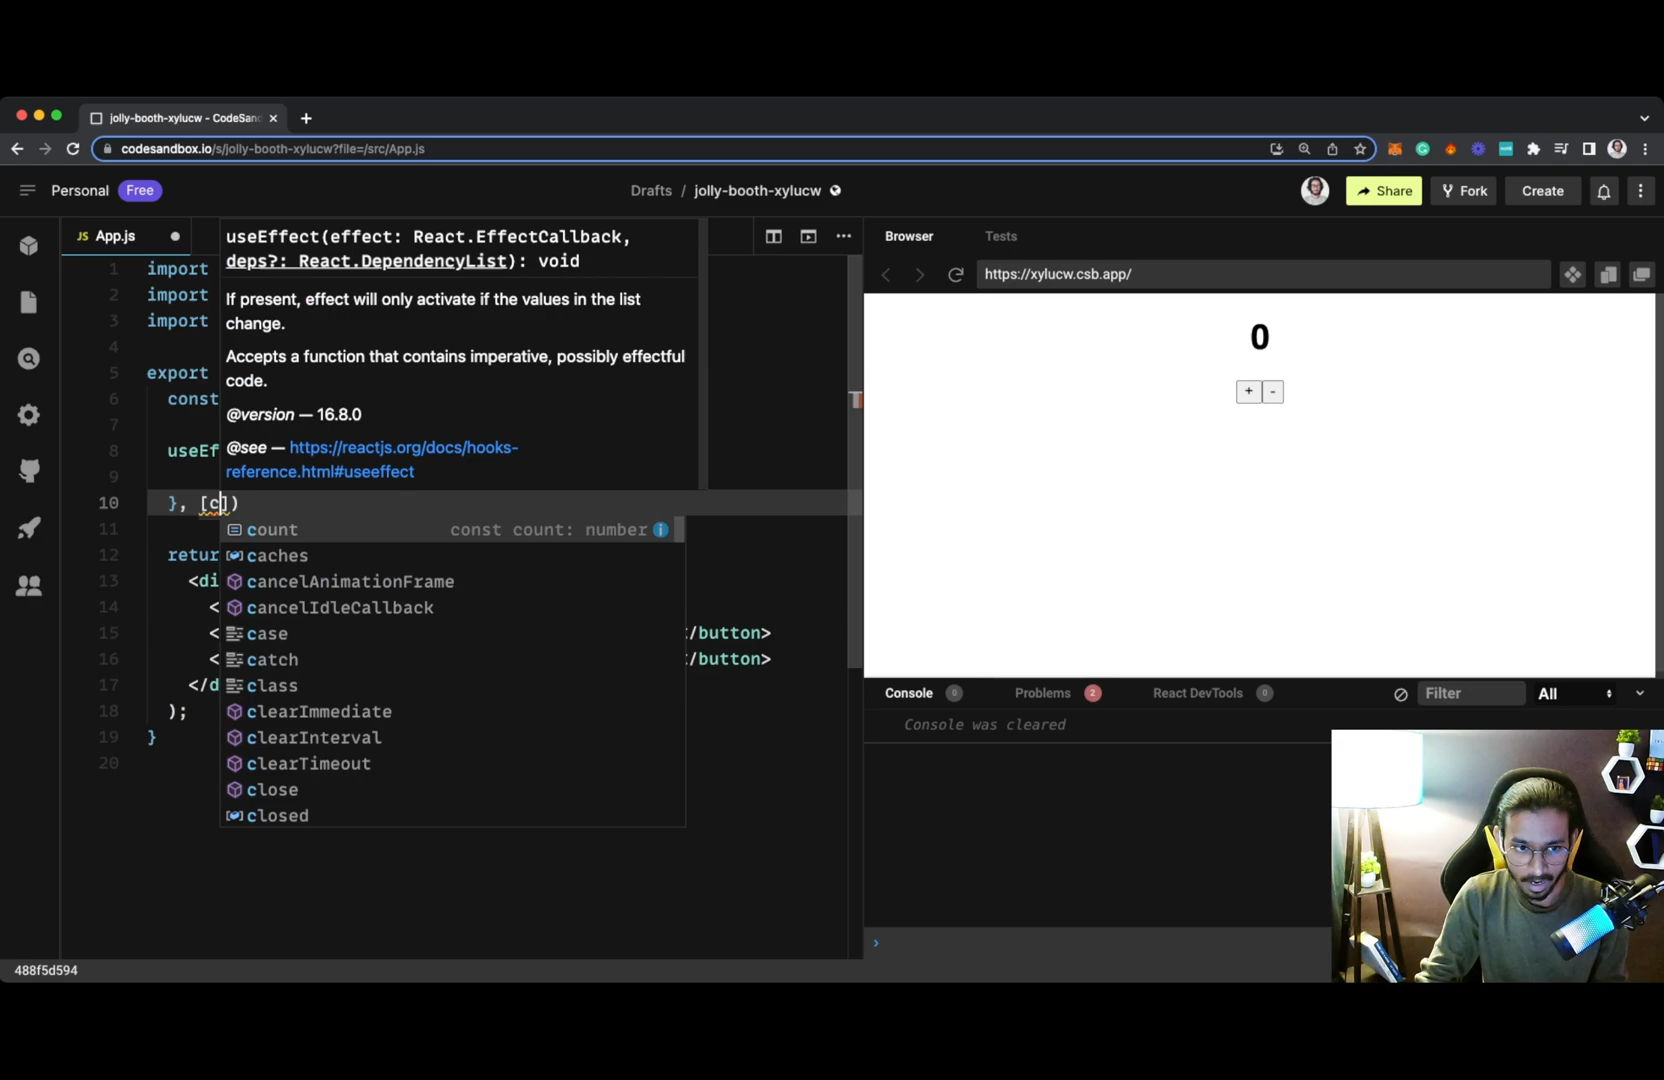 jolly-booth-xylucw - CodeSan
codesandbox.io/s/jolly-booth-xylucw?file=/src/App.js
Personal Free
Drafts / jolly-booth-xylucw
Share Fork Create
JS App.js
useEffect(effect: React.EffectCallback,
deps?: React.DependencyList): void
If present, effect will only activate if the values in the list
change.
Accepts a function that contains imperative, possibly effectful
code.
@version — 16.8.0
@see — https://reactjs.org/docs/hooks-
reference.html#useeffect
1 import
2 import
3 import
4
5 export
6 const
7
8 useEf
9
10 }, [c])
11
12 retur
13 <di
14 <
15 < /button>
16 < /button>
17 </d
18 );
19 }
20
count const count: number
caches
cancelAnimationFrame
cancelIdleCallback
case
catch
class
clearImmediate
clearInterval
clearTimeout
close
closed
488f5d594
Browser Tests
https://xylucw.csb.app/
0
+ -
Console 0 Problems 2 React DevTools 0 Filter All
Console was cleared